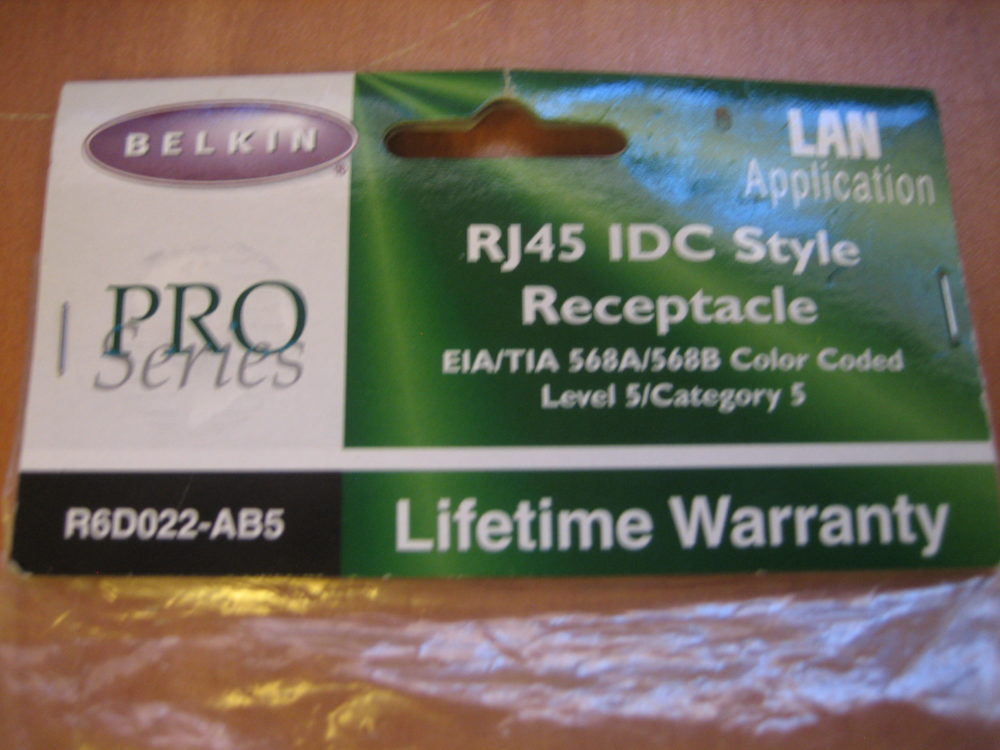 BELKIN®
PRO
Series
R6D022-AB5
LAN
Application
RJ45 IDC Style
Receptacle
EIA/TIA 568A/568B Color Coded
Level 5/Category 5
Lifetime Warranty